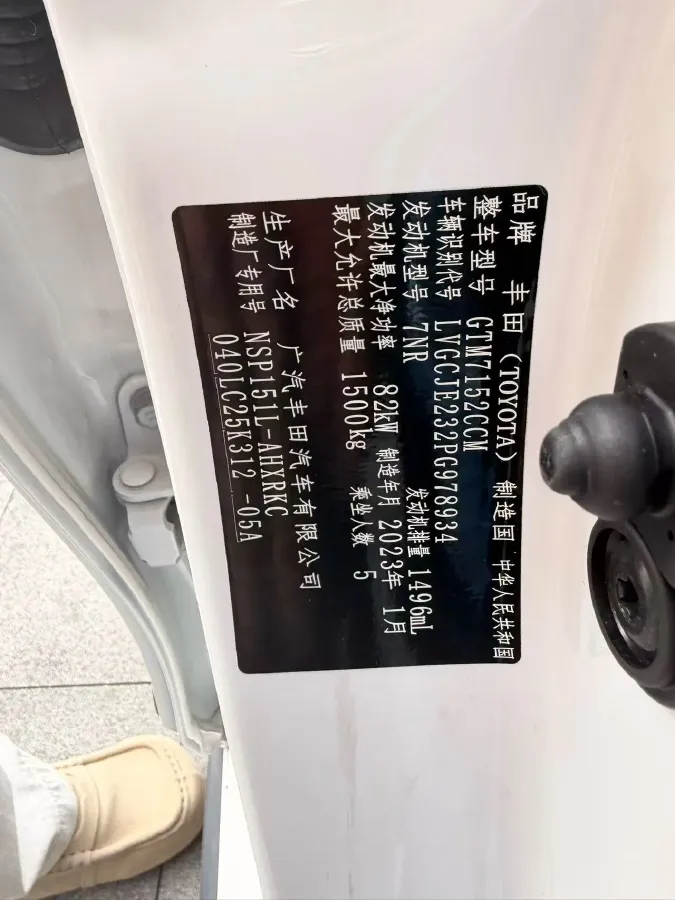 品牌 丰田（TOYOTA） 制造国 中华人民共和国
整车型号 GTM7152CCM
车辆识别代号 LVGCJE232PG978934
发动机型号 7NR 发动机排量 1496mL
发动机最大净功率 82kW 制造年月 2023年 1月
最大允许总质量 1500kg 乘坐人数 5
生产厂名 广汽丰田汽车有限公司
制造厂专用号 NSP151L-AHXRKC
040LC25K312 -05A